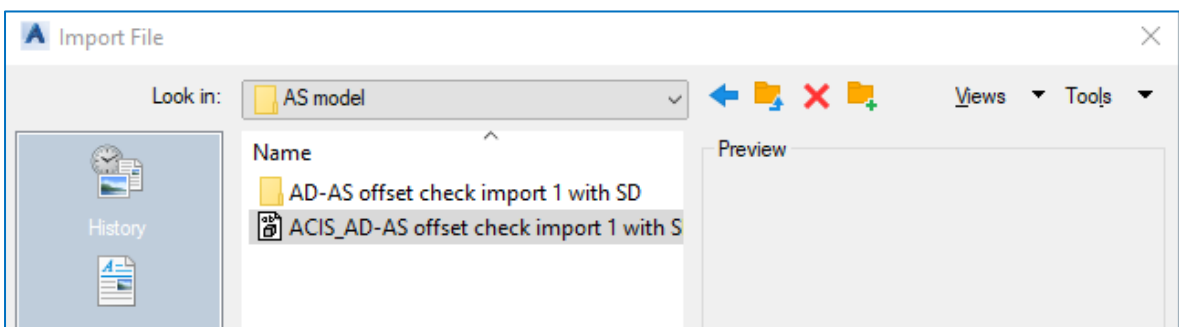 Import File
Look in: AS model Views Tools
Name Preview
AD-AS offset check import 1 with SD
ACIS_AD-AS offset check import 1 with S
History